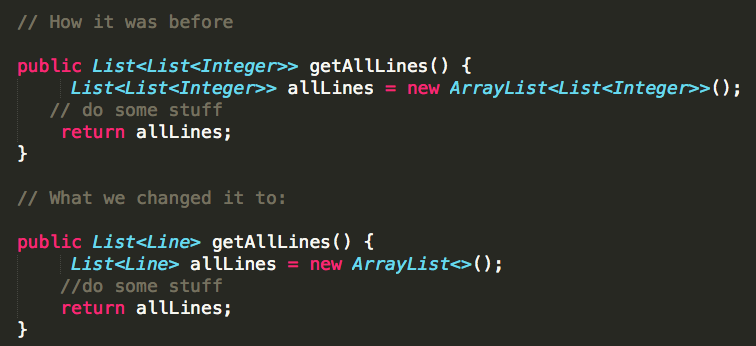 // How it was before
public List<List<Integer>> getAllLines() {
List<List<Integer>> allLines = new ArrayList<List<Integer>>();
// do some stuff
return allLines;
}
// What we changed it to:
public List<Line> getAllLines() {
List<Line> allLines = new ArrayList<>();
//do some stuff
return allLines;
}